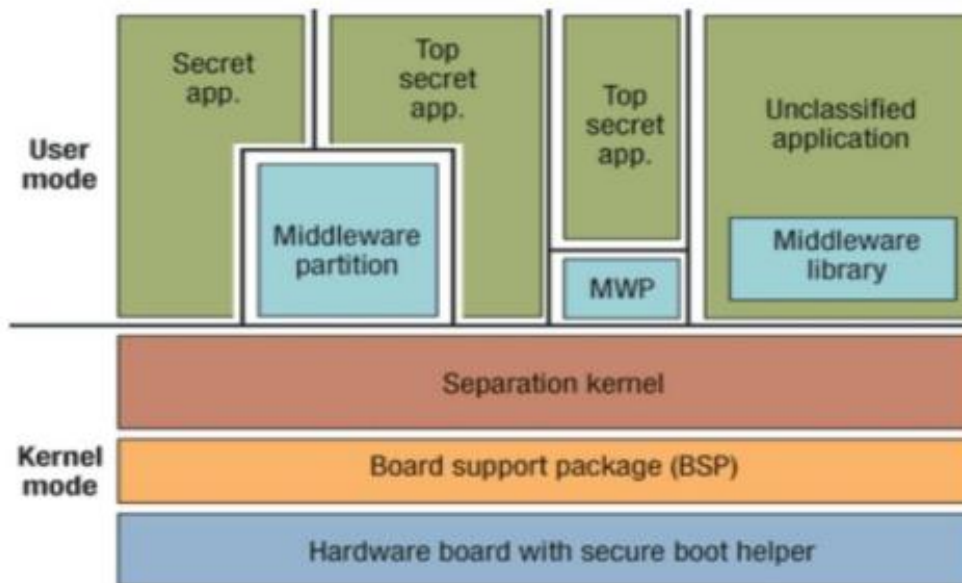 Secret
app.
Top
secret
app.
Top
secret
app.
Unclassified
application
User
mode
Middleware
partition
MWP
Middleware
library
Separation kernel
Kernel
mode
Board support package (BSP)
Hardware board with secure boot helper